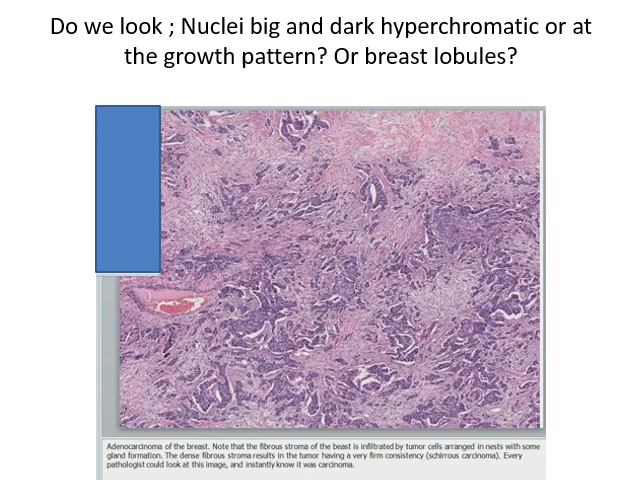 Do we look ; Nuclei big and dark hyperchromatic or at
the growth pattern? Or breast lobules?
Adenocarcinoma of the breast. Note that the fibrous stroma of the beast is infiltrated by tumor cells arranged in nests with some
gland formation. The dense fibrous stroma results in the tumor having a very firm consistency (schirrous carcinoma). Every
pathologist could look at this image, and instantly know it was carcinoma.